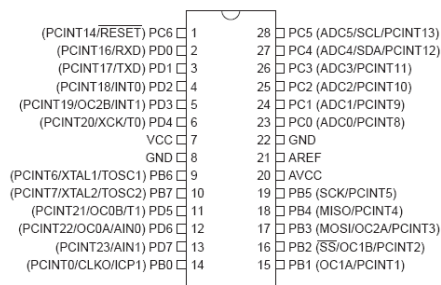 (PCINT14/RESET) PC6 1 28 PC5 (ADC5/SCL/PCINT13)
(PCINT16/RXD) PD0 2 27 PC4 (ADC4/SDA/PCINT12)
(PCINT17/TXD) PD1 3 26 PC3 (ADC3/PCINT11)
(PCINT18/INT0) PD2 4 25 PC2 (ADC2/PCINT10)
(PCINT19/OC2B/INT1) PD3 5 24 PC1 (ADC1/PCINT9)
(PCINT20/XCK/T0) PD4 6 23 PC0 (ADC0/PCINT8)
VCC 7 22 GND
GND 8 21 AREF
(PCINT6/XTAL1/TOSC1) PB6 9 20 AVCC
(PCINT7/XTAL2/TOSC2) PB7 10 19 PB5 (SCK/PCINT5)
(PCINT21/OC0B/T1) PD5 11 18 PB4 (MISO/PCINT4)
(PCINT22/OC0A/AIN0) PD6 12 17 PB3 (MOSI/OC2A/PCINT3)
(PCINT23/AIN1) PD7 13 16 PB2 (SS/OC1B/PCINT2)
(PCINT0/CLKO/ICP1) PB0 14 15 PB1 (OC1A/PCINT1)